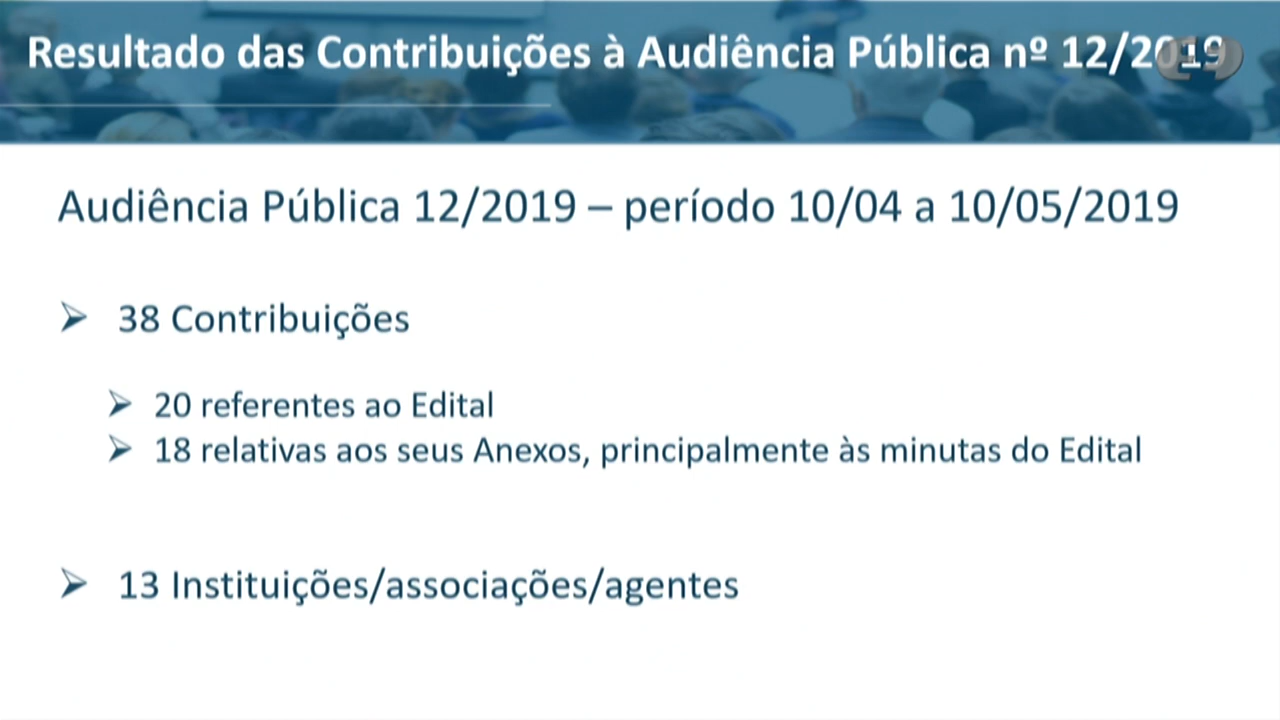 Resultado das Contribuições à Audiência Pública nº 12/2019
Audiência Pública 12/2019 – período 10/04 a 10/05/2019
38 Contribuições
20 referentes ao Edital
18 relativas aos seus Anexos, principalmente às minutas do Edital
13 Instituições/associações/agentes